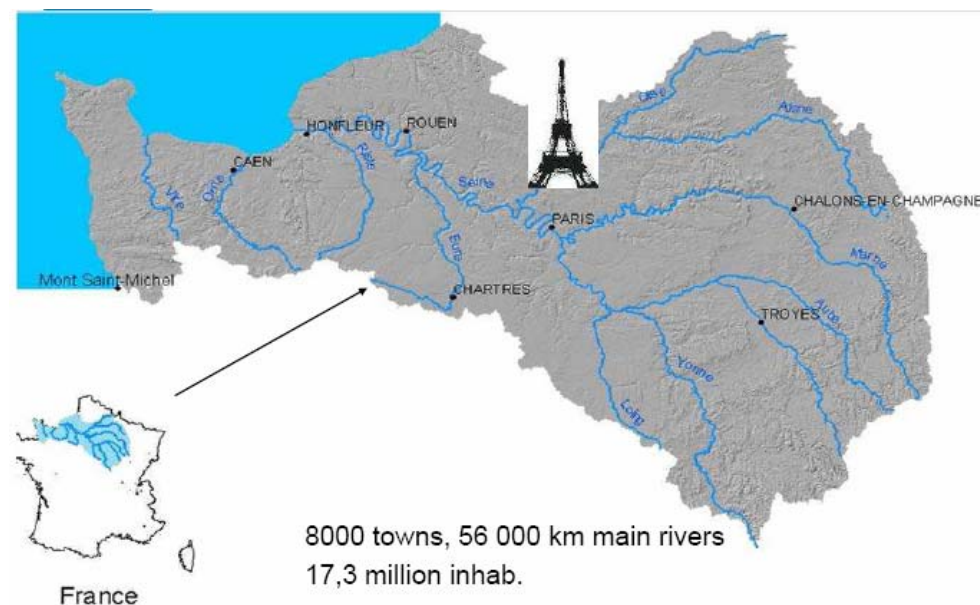 Oise
Aisne
HONFLEUR
ROUEN
CAEN
Risle
Vire
Orne
Seine
PARIS
CHALONS-EN-CHAMPAGNE
Eure
Marne
Mont Saint-Michel
CHARTRES
Aube
TROYES
Yonne
Loing
8000 towns, 56 000 km main rivers
17,3 million inhab.
France